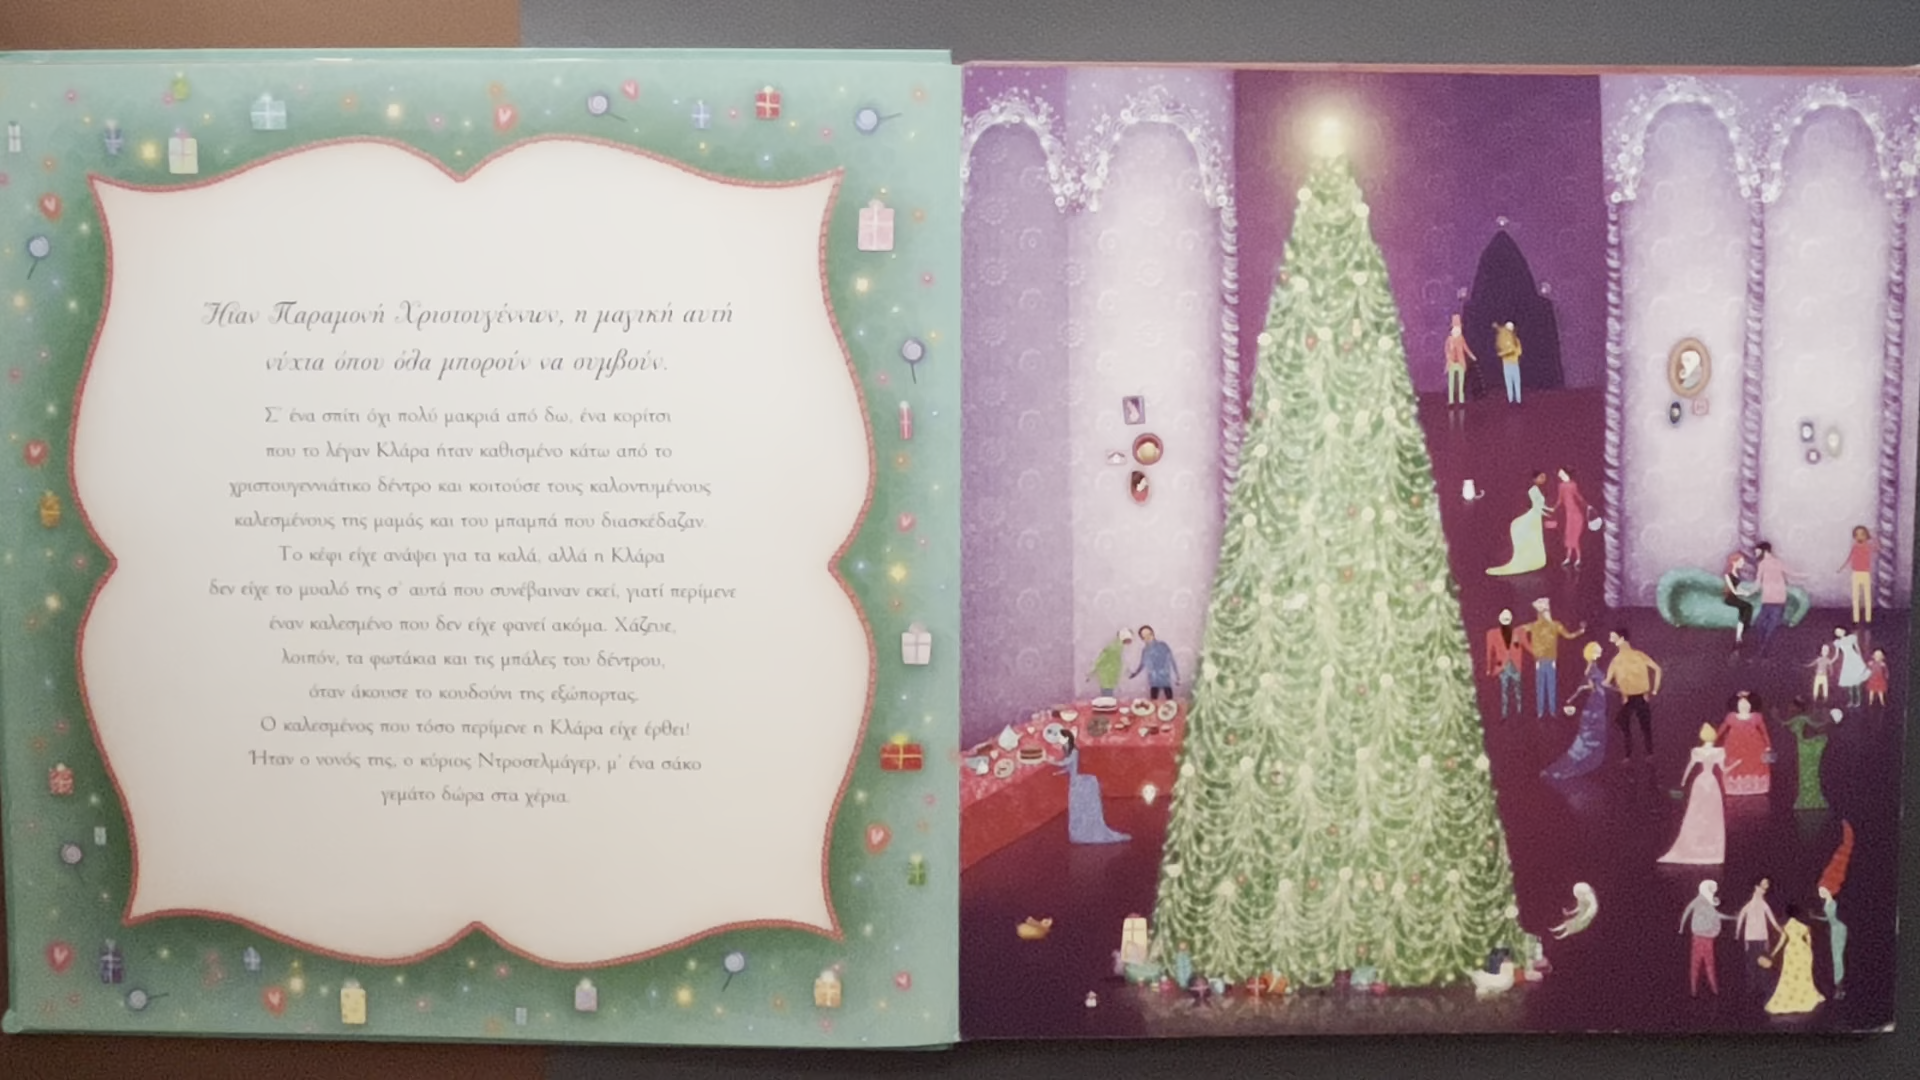 Ήταν Παραμονή Χριστουγέννων, η μαγική αυτή
νύχτα όπου όλα μπορούν να συμβούν.
Σ' ένα σπίτι όχι πολύ μακριά από δω, ένα κορίτσι
που το λέγαν Κλάρα ήταν καθισμένο κάτω από το
χριστουγεννιάτικο δέντρο και κοιτούσε τους καλοντυμένους
καλεσμένους της μαμάς και του μπαμπά που διασκέδαζαν.
Το κέφι είχε ανάψει για τα καλά, αλλά η Κλάρα
δεν είχε το μυαλό της σ' αυτά που συνέβαιναν εκεί, γιατί περίμενε
έναν καλεσμένο που δεν είχε φανεί ακόμα. Χάζευε,
λοιπόν, τα φωτάκια και τις μπάλες του δέντρου,
όταν άκουσε το κουδούνι της εξώπορτας.
Ο καλεσμένος που τόσο περίμενε η Κλάρα είχε έρθει!
Ήταν ο νονός της, ο κύριος Ντροσελμάγερ, μ' ένα σάκο
γεμάτο δώρα στα χέρια.